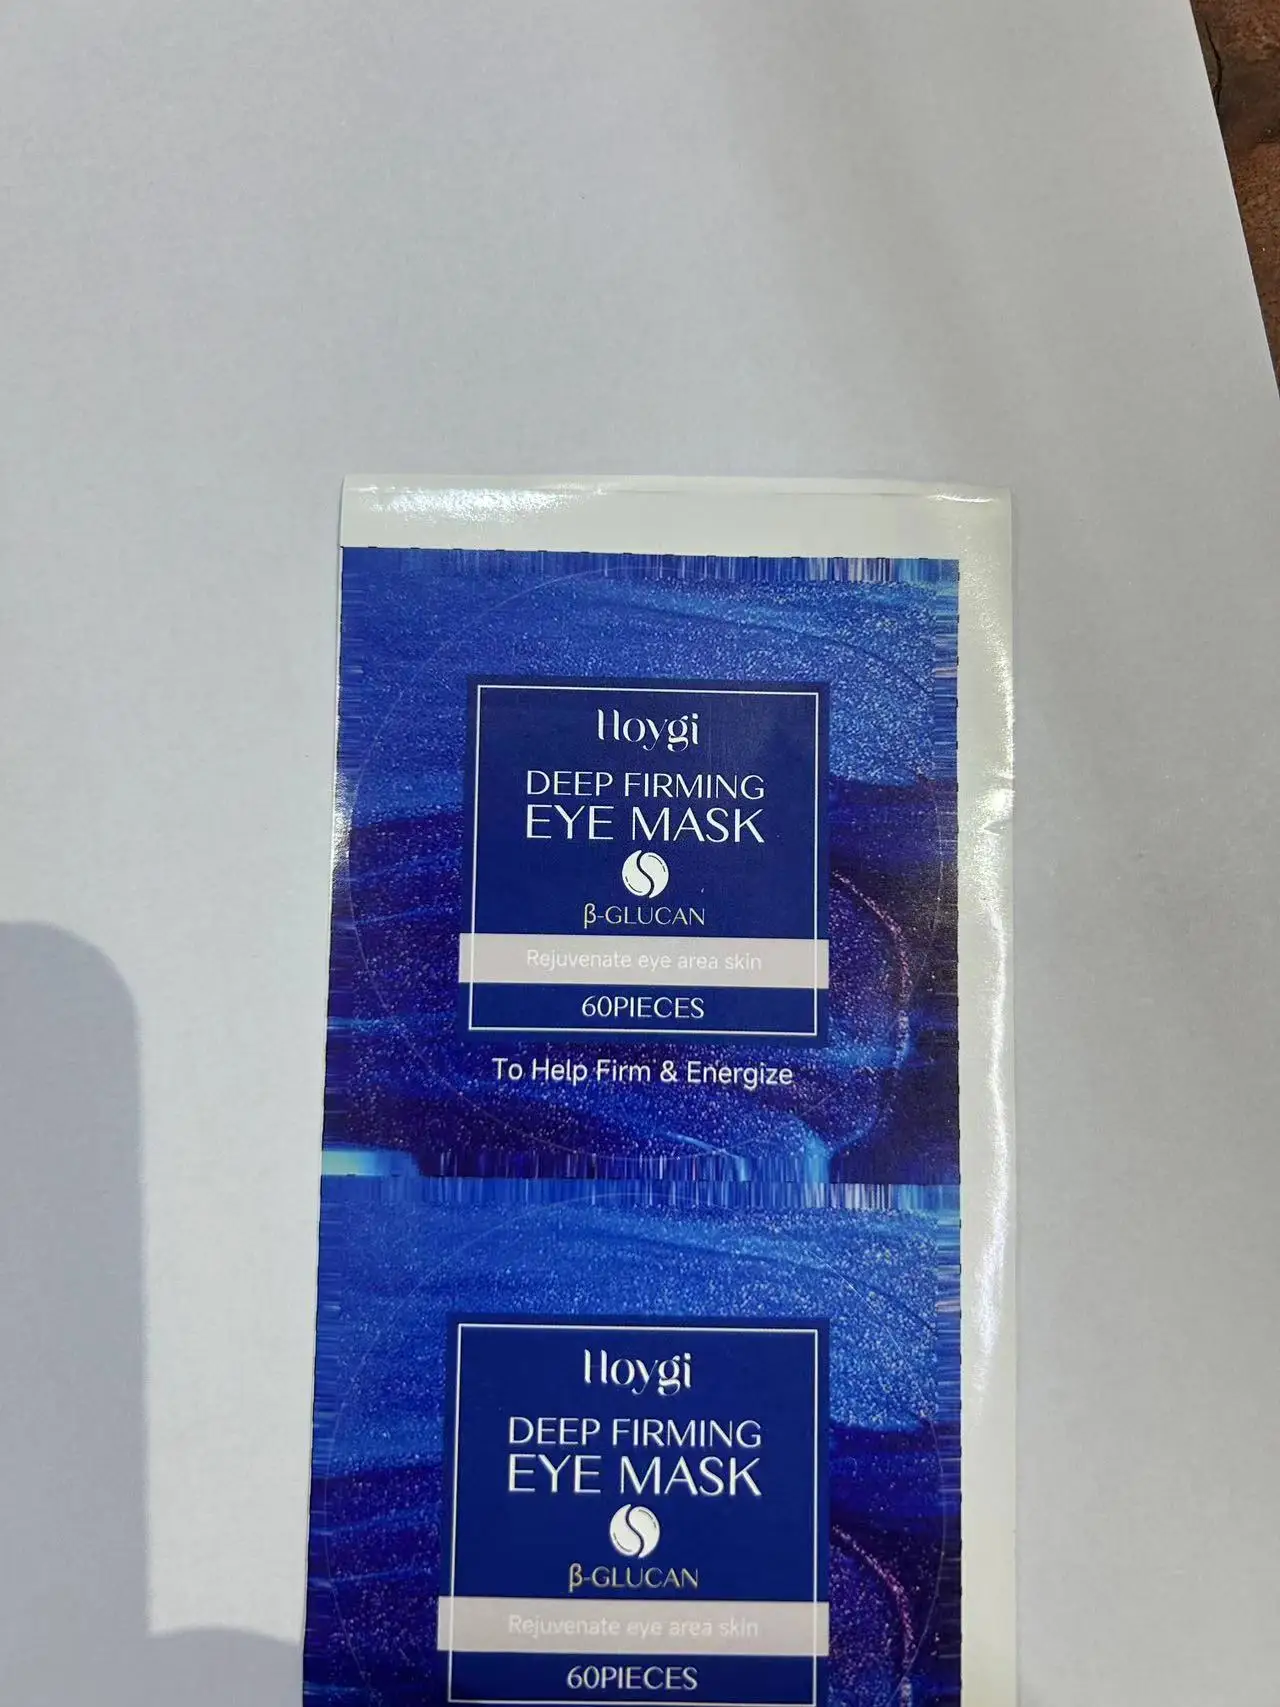 Hoygi
DEEP FIRMING
EYE MASK
β-GLUCAN
Rejuvenate eye area skin
60PIECES
To Help Firm & Energize
Hoygi
DEEP FIRMING
EYE MASK
β-GLUCAN
Rejuvenate eye area skin
60PIECES